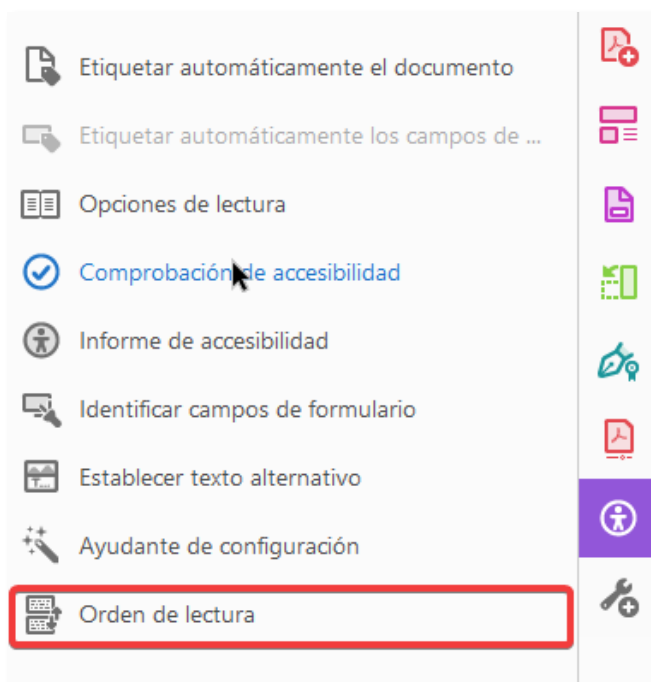 Etiquetar automáticamente el documento
Etiquetar automáticamente los campos de ...
Opciones de lectura
Comprobación de accesibilidad
Informe de accesibilidad
Identificar campos de formulario
Establecer texto alternativo
Ayudante de configuración
Orden de lectura